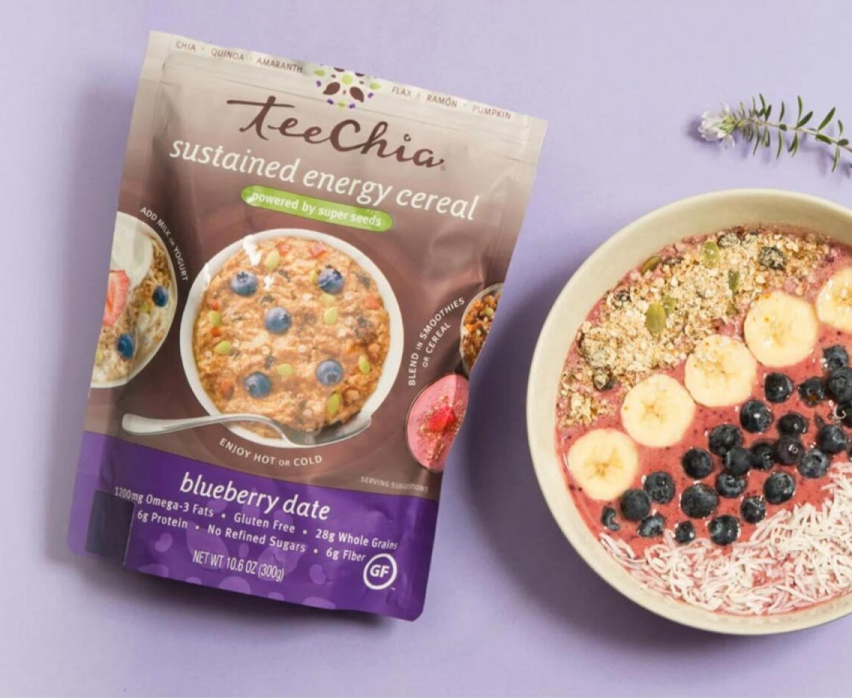 CHIA • QUINOA • AMARANTH
FLAX • RAMÓN • PUMPKIN
teeChia®
sustained energy cereal
powered by super seeds
ADD MILK OR YOGURT
BLEND IN SMOOTHIES
OR CEREAL
ENJOY HOT OR COLD
SERVING SUGGESTIONS
blueberry date
1200mg Omega-3 Fats • Gluten Free • 28g Whole Grains
6g Protein • No Refined Sugars • 6g Fiber
NET WT 10.6 OZ (300g)
GF